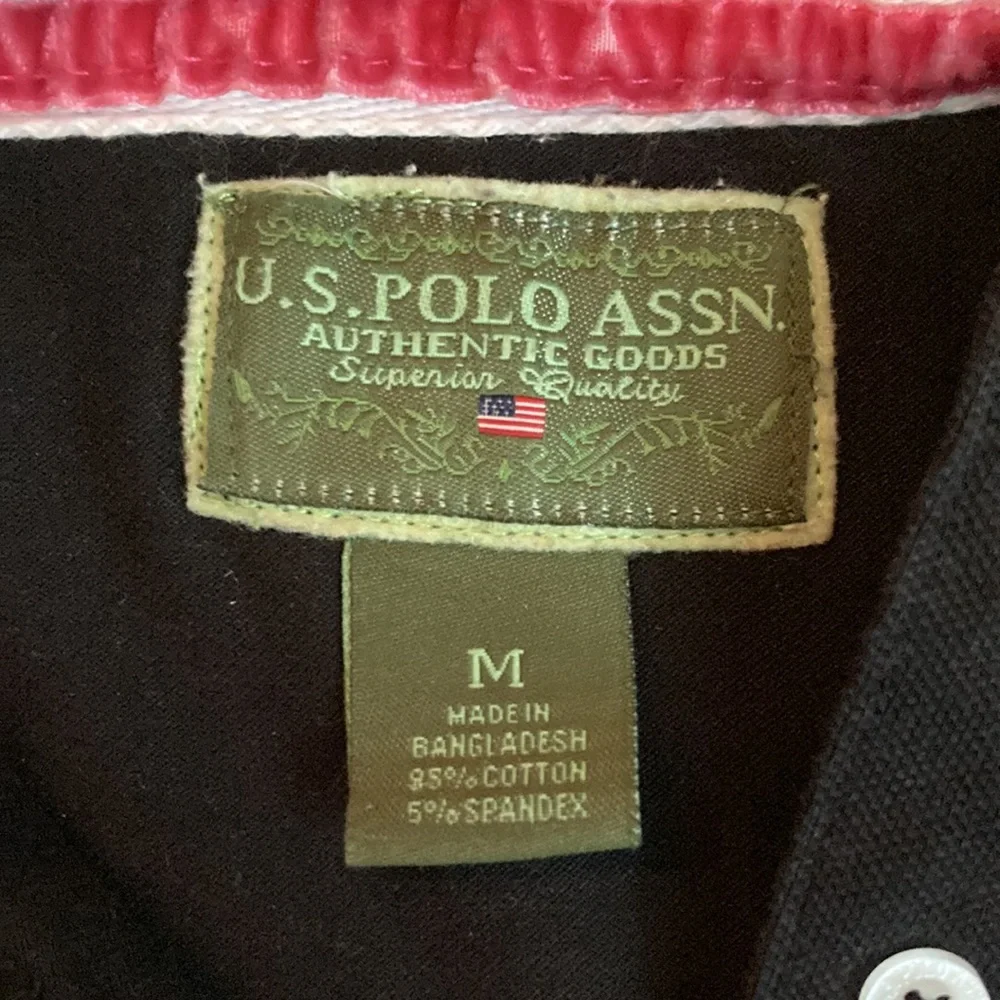 U.S. POLO ASSN.
AUTHENTIC GOODS
Superior Quality
M
MADE IN
BANGLADESH
95% COTTON
5% SPANDEX